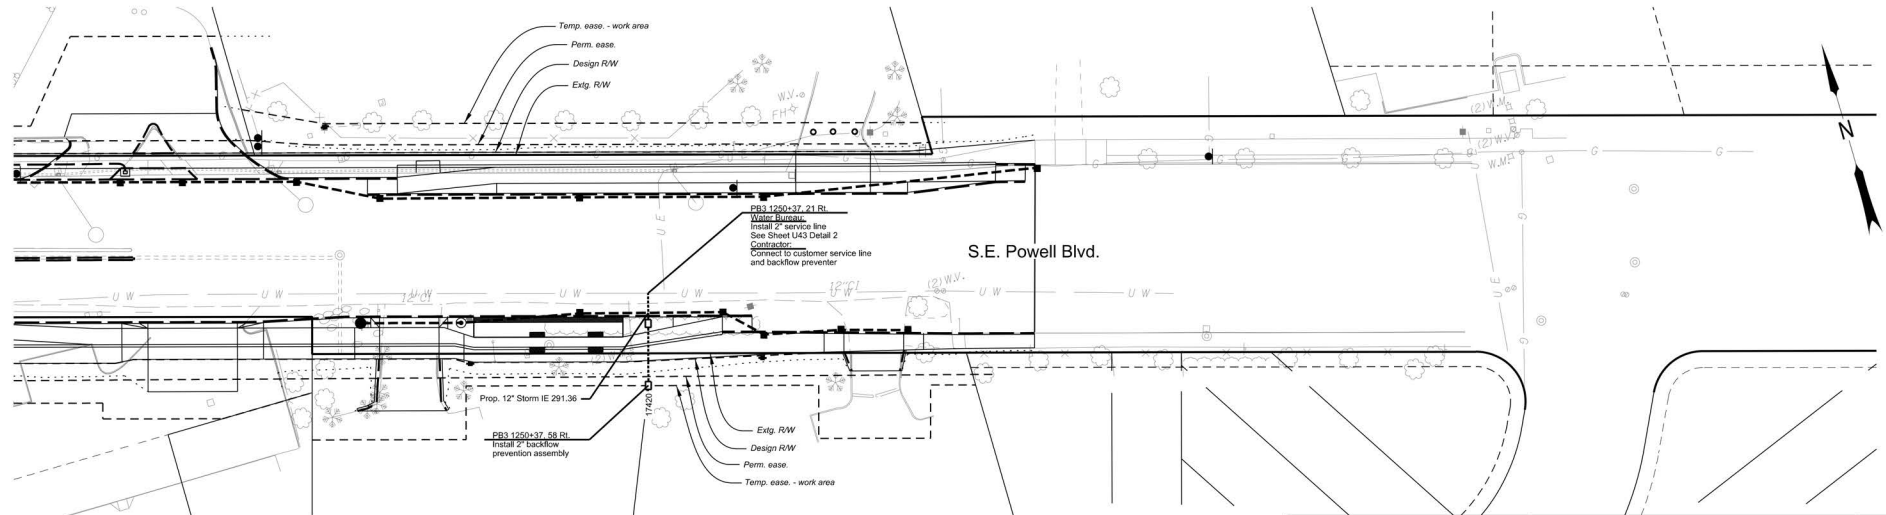 Temp. ease. - work area
Perm. ease.
Design R/W
Extg. R/W
W.V.
FH
(2) W.M.
(2) W.V.
W.M.
G
G
G
G
G
G
N
PB3 1250+37, 21 Rt.
Water Bureau:
Install 2" service line
See Sheet U43 Detail 2
Contractor:
Connect to customer service line
and backflow preventer
U E
S.E. Powell Blvd.
U W
U W
12"CI
U W
U W
U W
12"CI
U W
(2) W.V.
U W
U W
U E
G
G
Prop. 12" Storm IE 291.36
17420
PB3 1250+37, 58 Rt.
Install 2" backflow
prevention assembly
Extg. R/W
Design R/W
Perm. ease.
Temp. ease. - work area